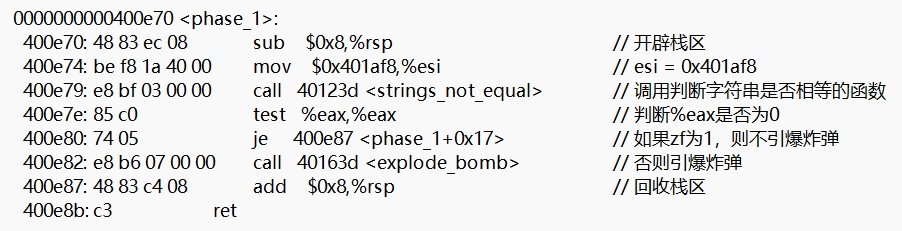 0000000000400e70 <phase_1>:
400e70: 48 83 ec 08 sub $0x8,%rsp // 开辟栈区
400e74: be f8 1a 40 00 mov $0x401af8,%esi // esi = 0x401af8
400e79: e8 bf 03 00 00 call 40123d <strings_not_equal> // 调用判断字符串是否相等的函数
400e7e: 85 c0 test %eax,%eax // 判断%eax是否为0
400e80: 74 05 je 400e87 <phase_1+0x17> // 如果zf为1，则不引爆炸弹
400e82: e8 b6 07 00 00 call 40163d <explode_bomb> // 否则引爆炸弹
400e87: 48 83 c4 08 add $0x8,%rsp // 回收栈区
400e8b: c3 ret